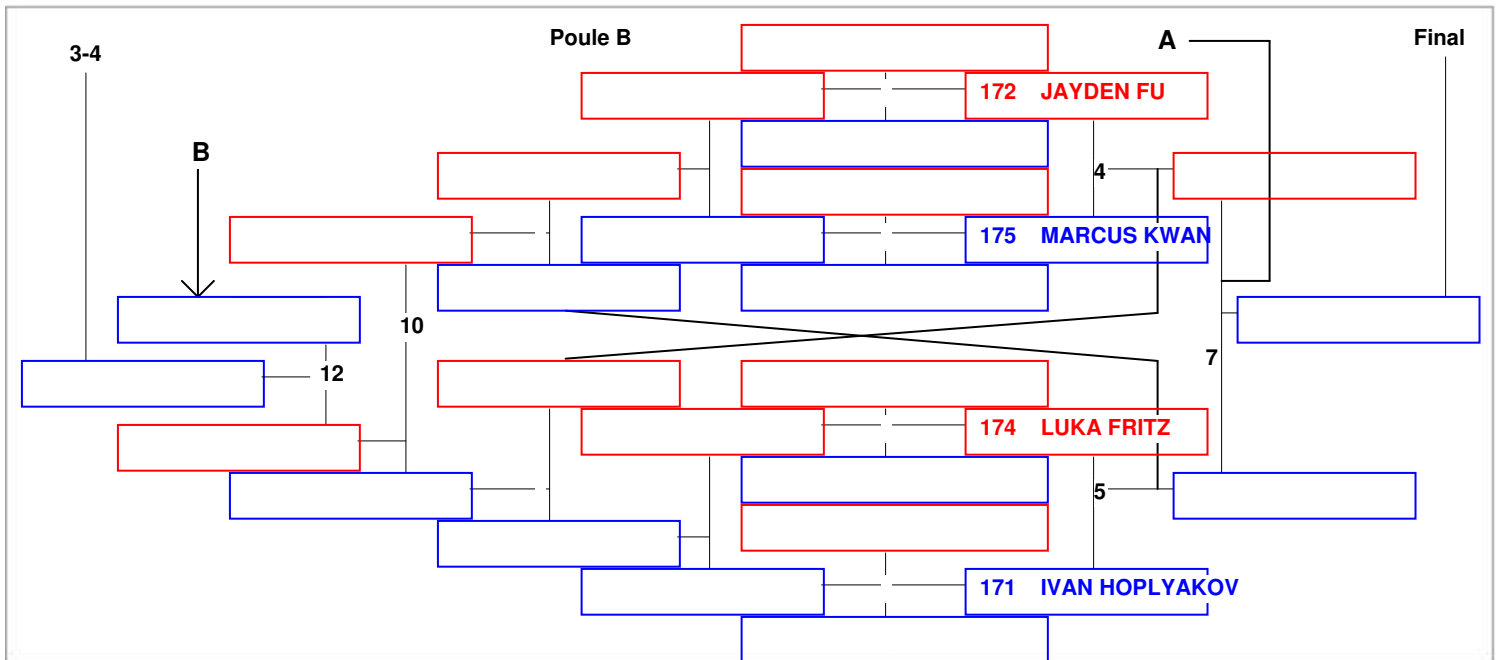 Poule B
A
Final
3-4
172 JAYDEN FU
B
4
175 MARCUS KWAN
10
7
12
174 LUKA FRITZ
5
171 IVAN HOPLYAKOV